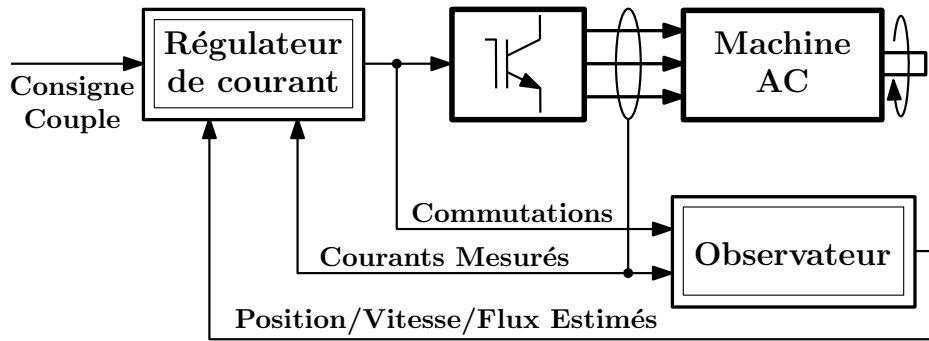 Régulateur
de courant
Machine
AC
Consigne
Couple
Commutations
Observateur
Courants Mesurés
Position/Vitesse/Flux Estimés